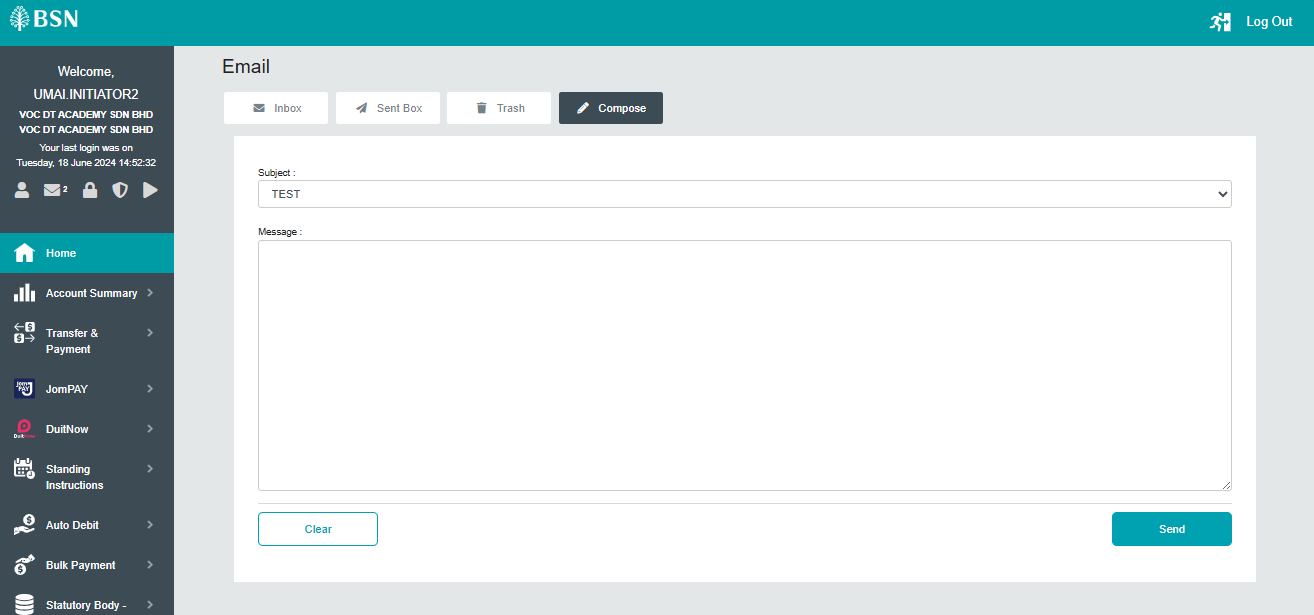 BSN
Log Out
Welcome,
UMAI.INITIATOR2
VOC DT ACADEMY SDN BHD
VOC DT ACADEMY SDN BHD
Your last login was on
Tuesday, 18 June 2024 14:52:32
2
Home
Account Summary
Transfer &
Payment
JomPAY
DuitNow
Standing
Instructions
Auto Debit
Bulk Payment
Statutory Body -
Email
Inbox
Sent Box
Trash
Compose
Subject :
TEST
Message :
Clear
Send